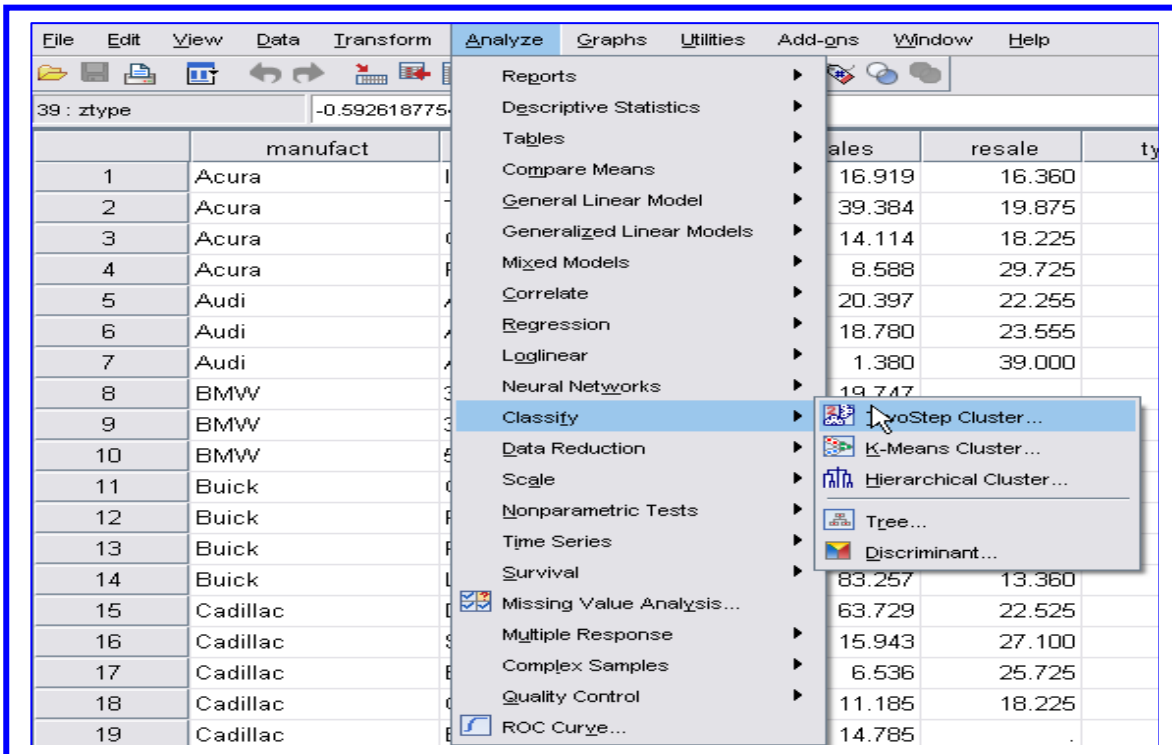 File Edit View Data Transform Analyze Graphs Utilities Add-ons Window Help
39 : ztype -0.592618775
manufact ales resale ty
1 Acura 16.919 16.360
2 Acura 39.384 19.875
3 Acura 14.114 18.225
4 Acura 8.588 29.725
5 Audi 20.397 22.255
6 Audi 18.780 23.555
7 Audi 1.380 39.000
8 BMW 19.747
9 BMW
10 BMW
11 Buick
12 Buick
13 Buick
14 Buick 83.257 13.360
15 Cadillac 63.729 22.525
16 Cadillac 15.943 27.100
17 Cadillac 6.536 25.725
18 Cadillac 11.185 18.225
19 Cadillac 14.785 .
Reports
Descriptive Statistics
Tables
Compare Means
General Linear Model
Generalized Linear Models
Mixed Models
Correlate
Regression
Loglinear
Neural Networks
Classify
Data Reduction
Scale
Nonparametric Tests
Time Series
Survival
Missing Value Analysis...
Multiple Response
Complex Samples
Quality Control
ROC Curve...
TwoStep Cluster...
K-Means Cluster...
Hierarchical Cluster...
Tree...
Discriminant...